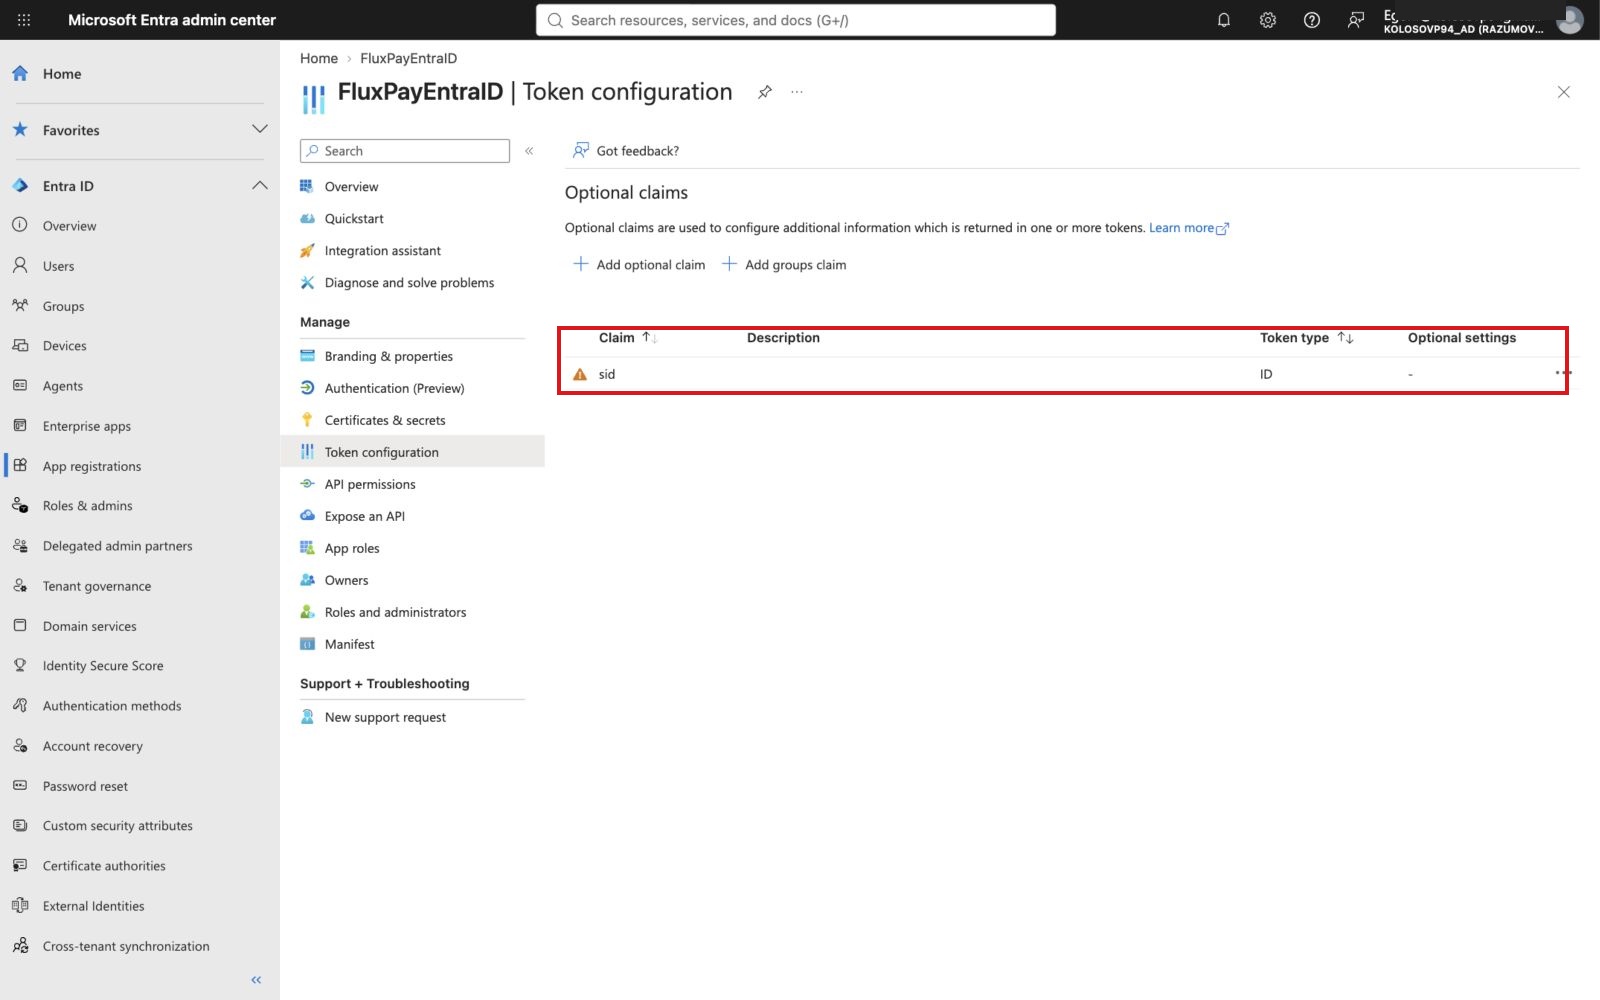 Microsoft Entra admin center
Search resources, services, and docs (G+/)
KOLOSOVP94_AD (RAZUMOV...
Home
Favorites
Entra ID
Overview
Users
Groups
Devices
Agents
Enterprise apps
App registrations
Roles & admins
Delegated admin partners
Tenant governance
Domain services
Identity Secure Score
Authentication methods
Account recovery
Password reset
Custom security attributes
Certificate authorities
External Identities
Cross-tenant synchronization
Home › FluxPayEntraID
FluxPayEntraID | Token configuration
Search
Overview
Quickstart
Integration assistant
Diagnose and solve problems
Manage
Branding & properties
Authentication (Preview)
Certificates & secrets
Token configuration
API permissions
Expose an API
App roles
Owners
Roles and administrators
Manifest
Support + Troubleshooting
New support request
Got feedback?
Optional claims
Optional claims are used to configure additional information which is returned in one or more tokens. Learn more
Add optional claim Add groups claim
Claim Description Token type Optional settings
sid ID -